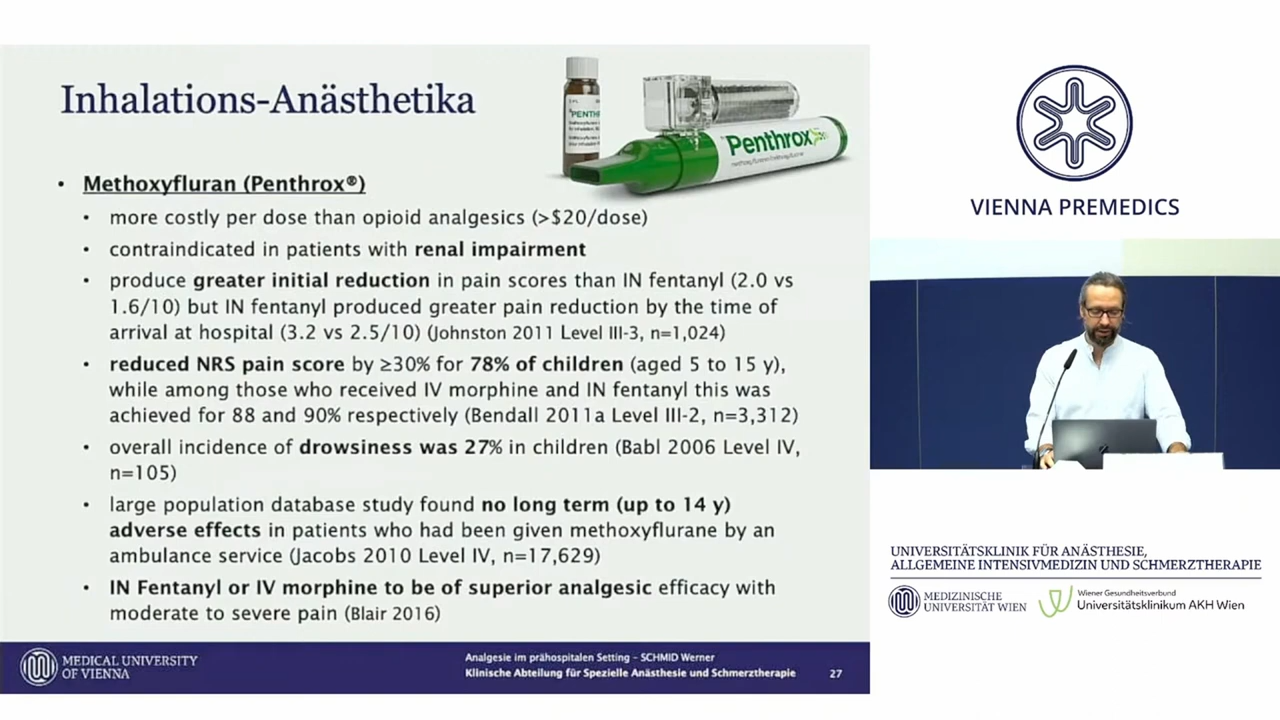 Inhalations-Anästhetika
PENTHR
Penthrox
• Methoxyfluran (Penthrox®)
• more costly per dose than opioid analgesics (>$20/dose)
• contraindicated in patients with renal impairment
• produce greater initial reduction in pain scores than IN fentanyl (2.0 vs
1.6/10) but IN fentanyl produced greater pain reduction by the time of
arrival at hospital (3.2 vs 2.5/10) (Johnston 2011 Level III-3, n=1,024)
• reduced NRS pain score by ≥30% for 78% of children (aged 5 to 15 y),
while among those who received IV morphine and IN fentanyl this was
achieved for 88 and 90% respectively (Bendall 2011a Level III-2, n=3,312)
• overall incidence of drowsiness was 27% in children (Babl 2006 Level IV,
n=105)
• large population database study found no long term (up to 14 y)
adverse effects in patients who had been given methoxyflurane by an
ambulance service (Jacobs 2010 Level IV, n=17,629)
• IN Fentanyl or IV morphine to be of superior analgesic efficacy with
moderate to severe pain (Blair 2016)
MEDICAL UNIVERSITY
OF VIENNA
Analgesie im prähospitalen Setting – SCHMID Werner
Klinische Abteilung für Spezielle Anästhesie und Schmerztherapie
27
VIENNA PREMEDICS
UNIVERSITÄTSKLINIK FÜR ANÄSTHESIE,
ALLGEMEINE INTENSIVMEDIZIN UND SCHMERZTHERAPIE
MEDIZINISCHE
UNIVERSITÄT WIEN
Wiener Gesundheitsverbund
Universitätsklinikum AKH Wien